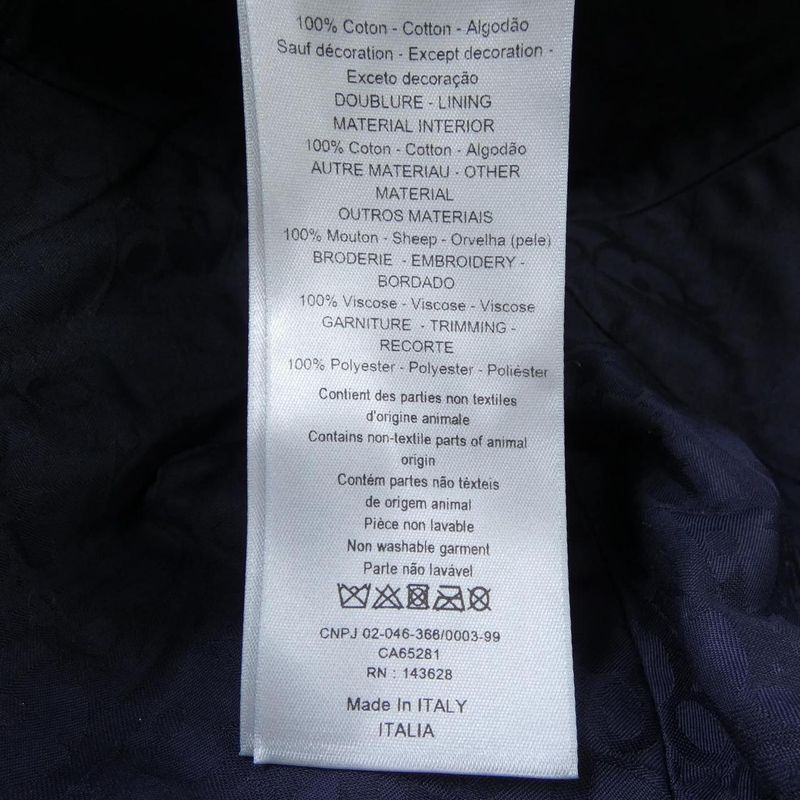 100% Coton - Cotton - Algodão
Sauf décoration - Except decoration -
Exceto decoração
DOUBLURE - LINING
MATERIAL INTERIOR
100% Coton - Cotton - Algodão
AUTRE MATERIAU - OTHER
MATERIAL
OUTROS MATERIAIS
100% Mouton - Sheep - Orvelha (pele)
BRODERIE - EMBROIDERY -
BORDADO
100% Viscose - Viscose - Viscose
GARNITURE - TRIMMING -
RECORTE
100% Polyester - Polyester - Poliéster
Contient des parties non textiles
d'origine animale
Contains non-textile parts of animal
origin
Contém partes não têxteis
de origem animal
Pièce non lavable
Non washable garment
Parte não lavável
CNPJ 02-046-366/0003-99
CA65281
RN : 143628
Made In ITALY
ITALIA